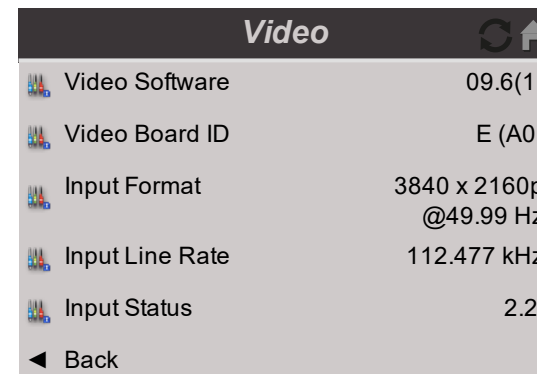 Video
Video Software 09.6(1
Video Board ID E (A0
Input Format 3840 x 2160p
@49.99 Hz
Input Line Rate 112.477 kHz
Input Status 2.2
◄ Back